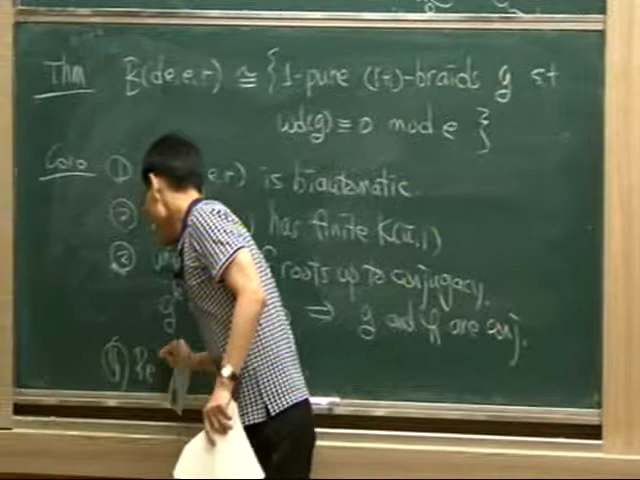 Thm B(de,e,r) ≅ { 1-pure (1+r)-braids g s.t
wd(g) ≡ 0 mod e }
Coro ① e,r) is biautomatic.
② ) has finite K(π,1)
③ roots up to conjugacy.
g ⇒ g and h are conj.
④ Re